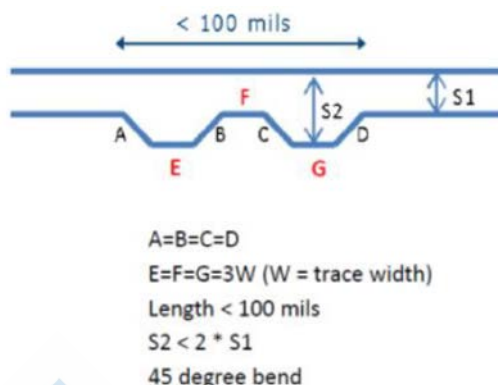 < 100 mils
F
S2
S1
A
B
C
D
E
G
A=B=C=D
E=F=G=3W (W = trace width)
Length < 100 mils
S2 < 2 * S1
45 degree bend